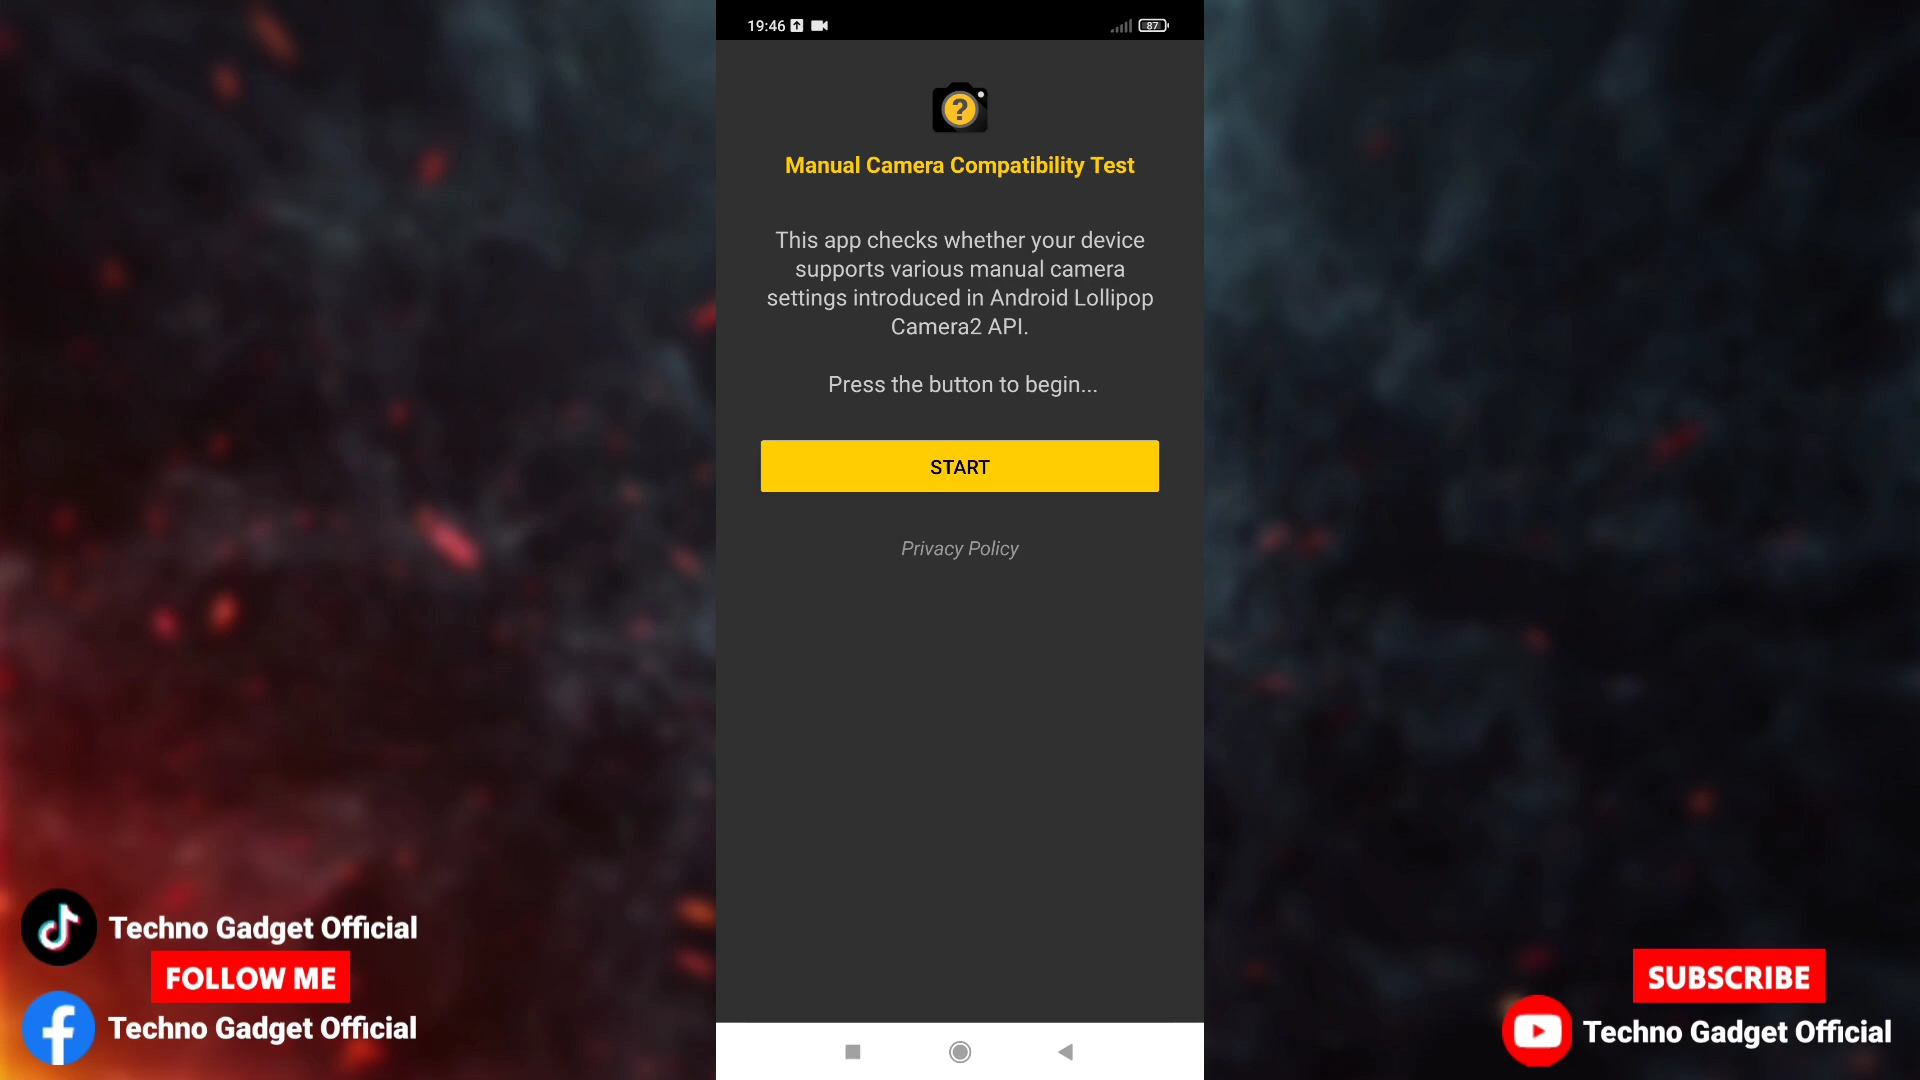 19:46
87
?
Manual Camera Compatibility Test
This app checks whether your device
supports various manual camera
settings introduced in Android Lollipop
Camera2 API.
Press the button to begin...
START
Privacy Policy
Techno Gadget Official
FOLLOW ME
Techno Gadget Official
SUBSCRIBE
Techno Gadget Official